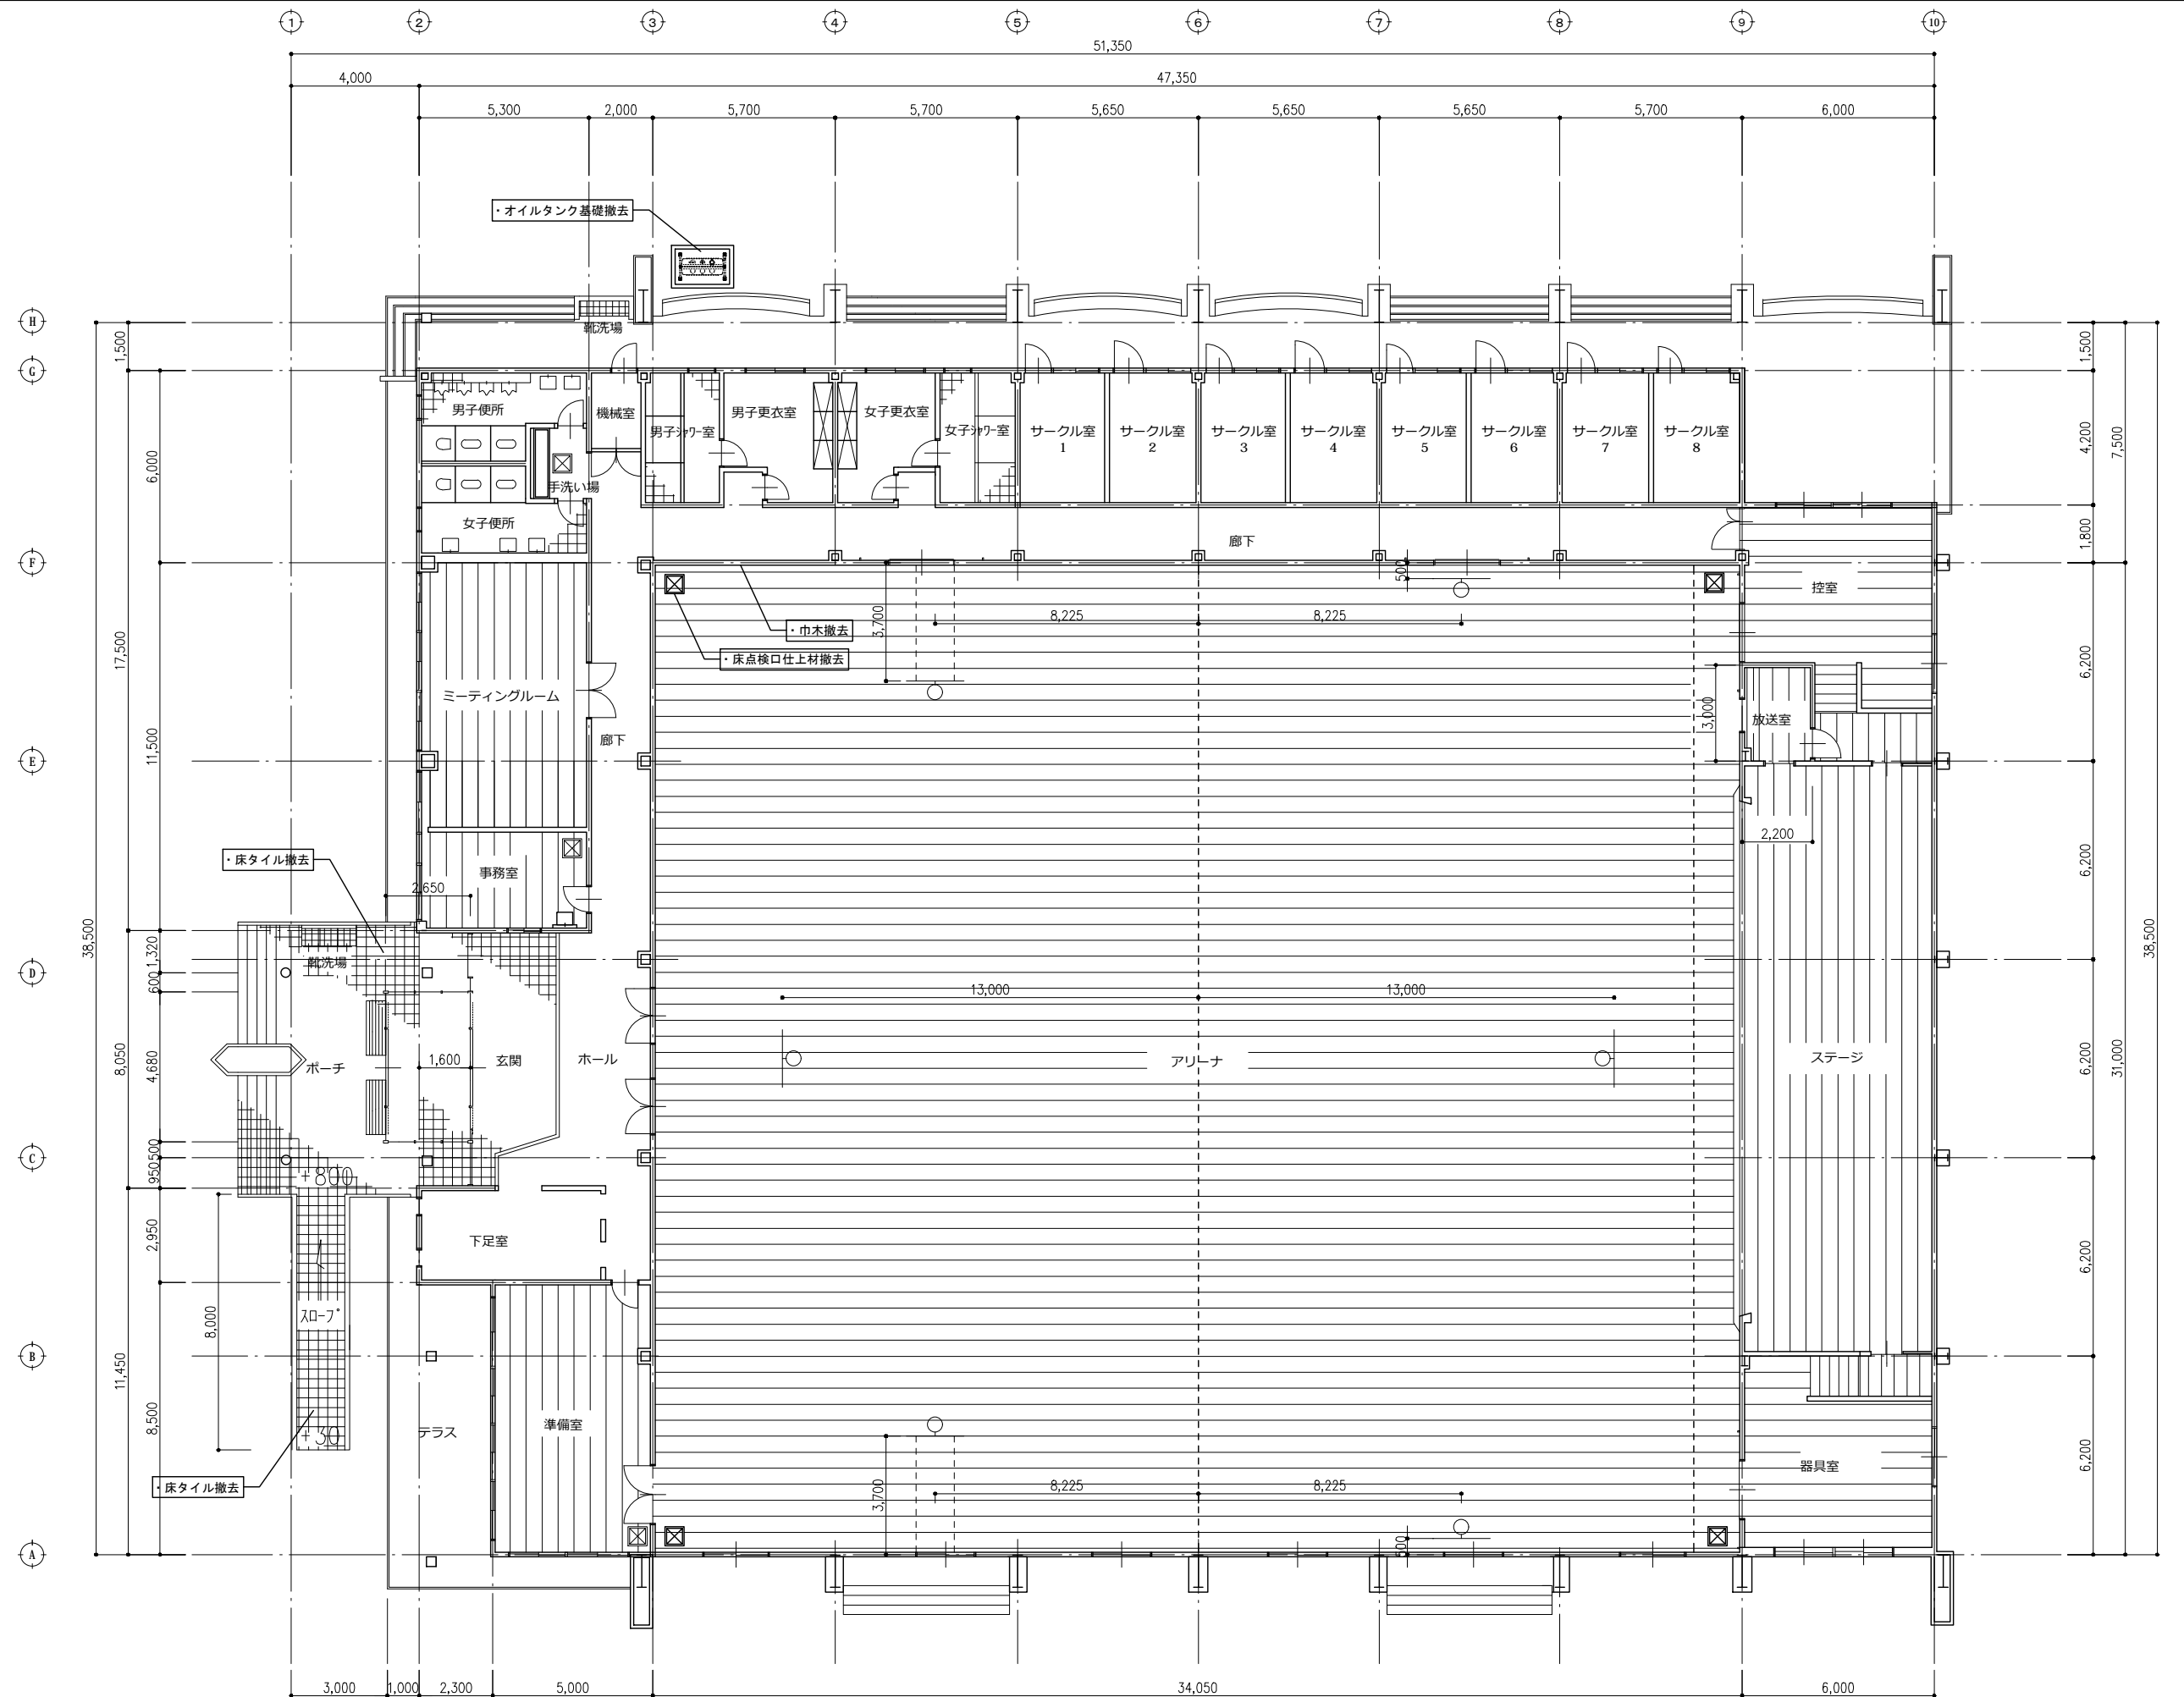 1 2 3 4 5 6 7 8 9 10
51,350
4,000 47,350
5,300 2,000 5,700 5,700 5,650 5,650 5,650 5,700 6,000
・オイルタンク基礎撤去
H
靴洗場
1,500 1,500
G
男子便所 機械室 男子ｼｬﾜｰ室 男子更衣室 女子更衣室 女子ｼｬﾜｰ室
サークル室 サークル室 サークル室 サークル室 サークル室 サークル室 サークル室 サークル室
1 2 3 4 5 6 7 8
6,000 4,200 7,500
手洗い場
女子便所
廊下
1,800
F
500
控室
8,225 8,225
3,700
・巾木撤去
・床点検口仕上材撤去
17,500
6,200
ミーティングルーム
放送室
3,000
廊下
11,500
E
2,200
・床タイル撤去
事務室
6,200
2,650
38,500
1,320
38,500
靴洗場
D
600
13,000 13,000
8,050
4,680
1,600
ポーチ
玄関
ホール
アリーナ
ステージ
6,200
31,000
C
500
950
+800
2,950
下足室
6,200
8,000
ｽﾛｰﾌﾟ
B
11,450
8,500
テラス
準備室
+30
・床タイル撤去
器具室
6,200
3,700
8,225 8,225
500
A
3,000 1,000 2,300 5,000 34,050 6,000